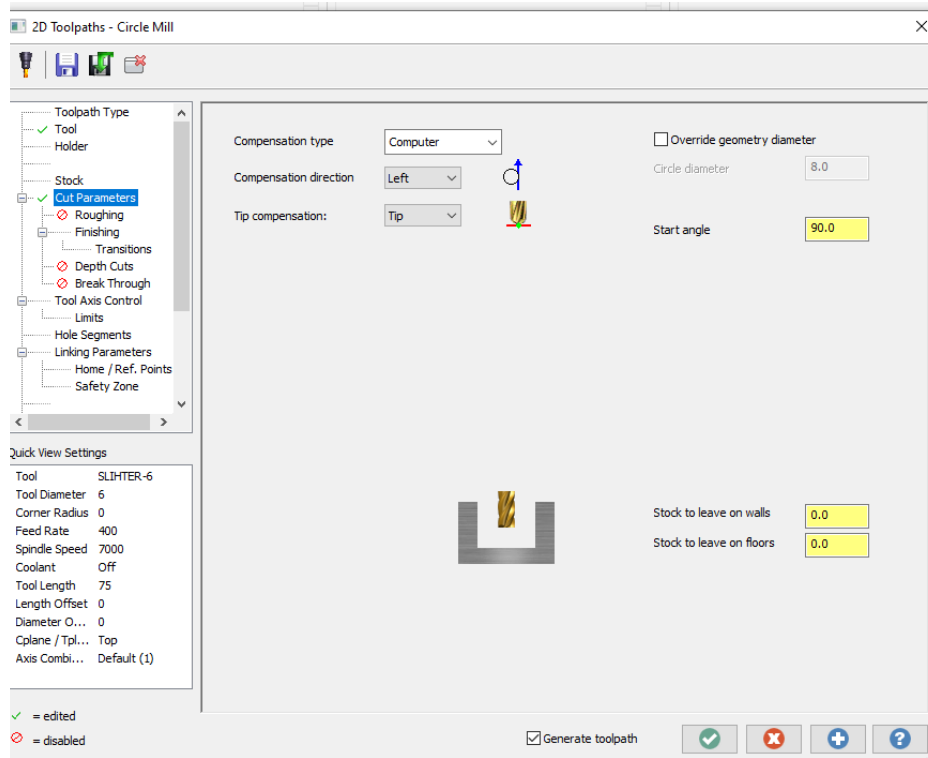 2D Toolpaths - Circle Mill
Toolpath Type
Tool
Holder
Stock
Cut Parameters
Roughing
Finishing
Transitions
Depth Cuts
Break Through
Tool Axis Control
Limits
Hole Segments
Linking Parameters
Home / Ref. Points
Safety Zone
Compensation type Computer
Compensation direction Left
Tip compensation: Tip
Override geometry diameter
Circle diameter 8.0
Start angle 90.0
Stock to leave on walls 0.0
Stock to leave on floors 0.0
Quick View Settings
Tool SLIHTER-6
Tool Diameter 6
Corner Radius 0
Feed Rate 400
Spindle Speed 7000
Coolant Off
Tool Length 75
Length Offset 0
Diameter O... 0
Cplane / Tpl... Top
Axis Combi... Default (1)
= edited
= disabled
Generate toolpath